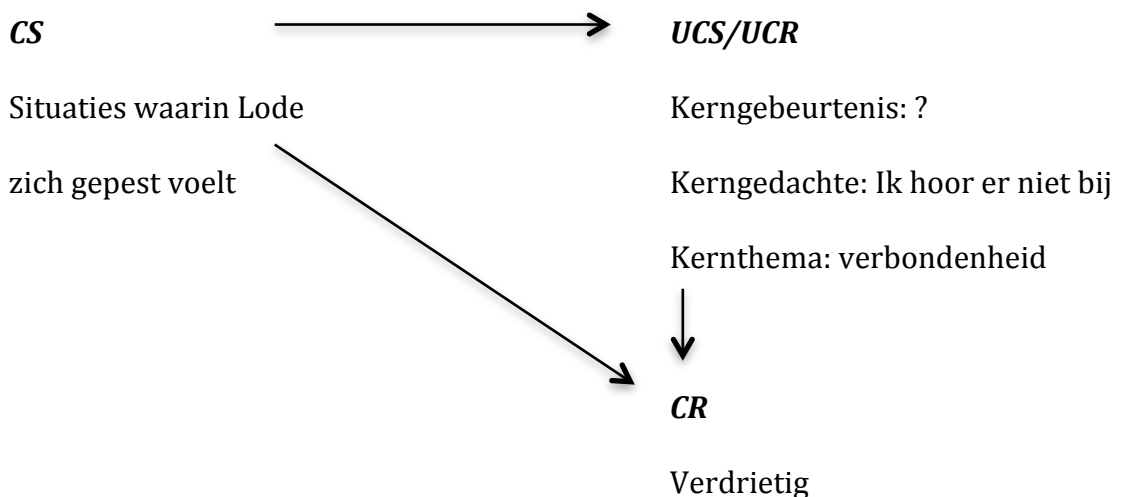 CS
UCS/UCR
Situaties waarin Lode
zich gepest voelt
Kerngebeurtenis: ?
Kerngedachte: Ik hoor er niet bij
Kernthema: verbondenheid
CR
Verdrietig